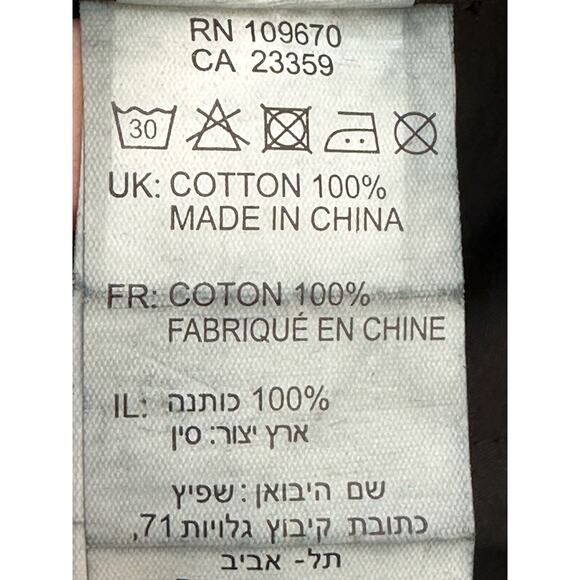 RN 109670
CA 23359
30
UK: COTTON 100%
MADE IN CHINA
FR: COTON 100%
FABRIQUÉ EN CHINE
IL: 100% כותנה
ארץ יצור: סין
שם היבואן: שפיץ
כתובת קיבוץ גלויות 71,
תל- אביב